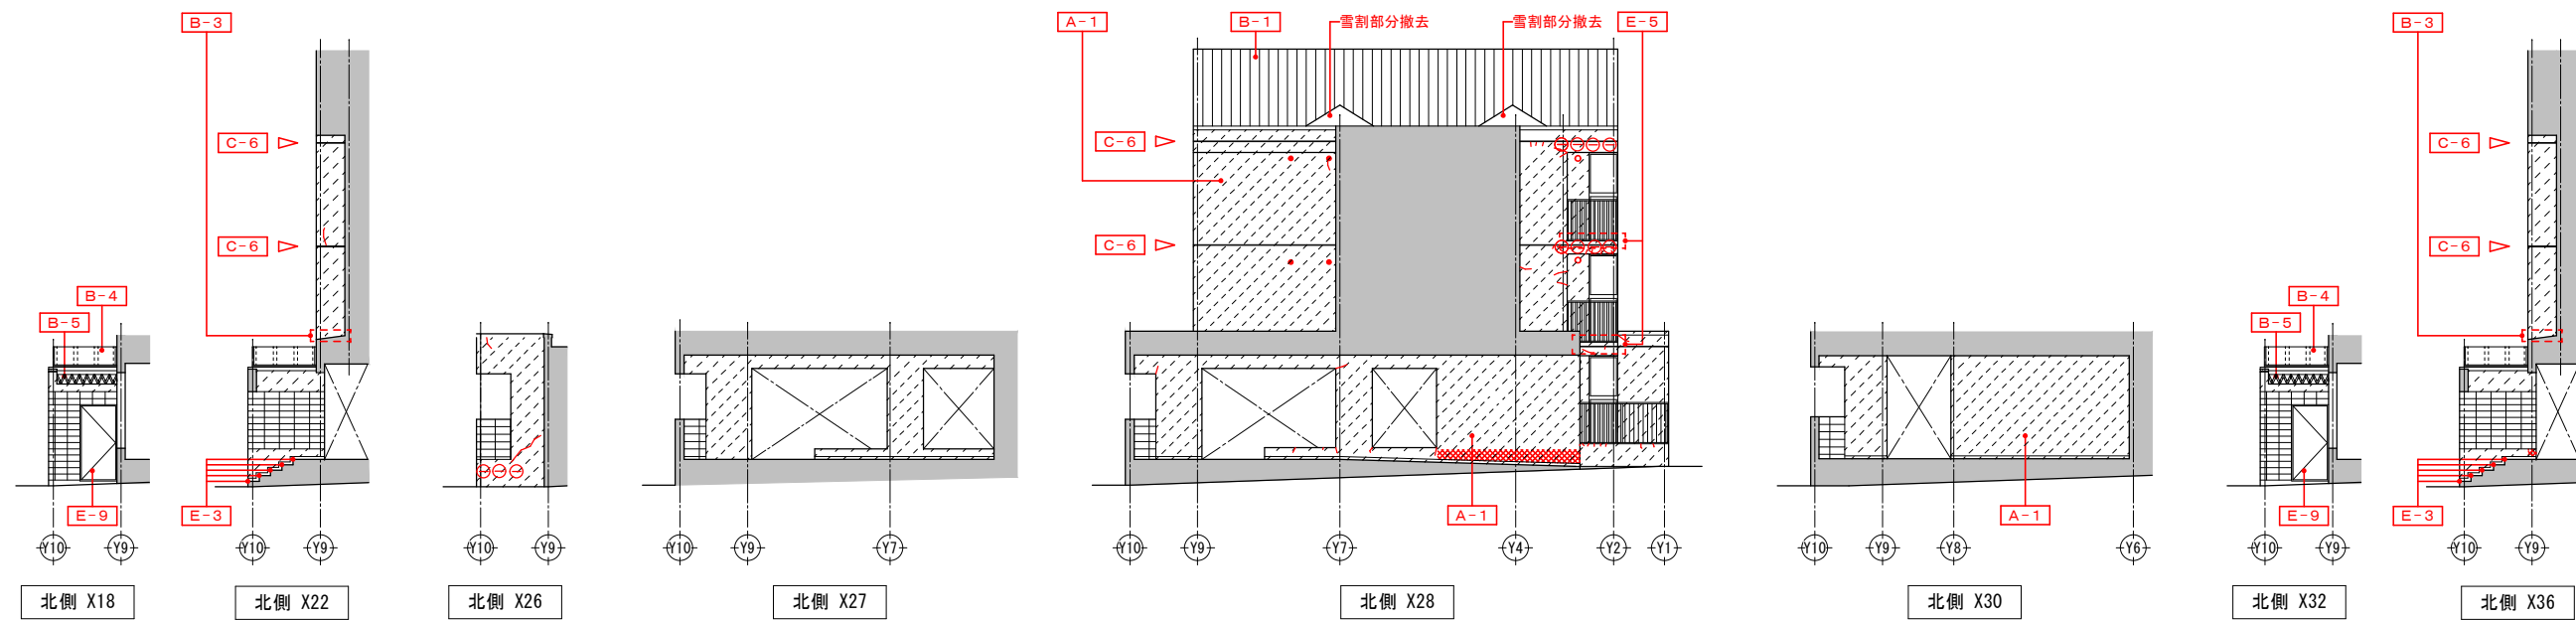 B-3
A-1
B-1
雪割部分撤去
雪割部分撤去
E-5
B-3
C-6
C-6
C-6
C-6
C-6
C-6
B-4
B-5
B-4
B-5
E-9
E-3
A-1
A-1
E-9
E-3
Y10
Y9
Y10
Y9
Y10
Y9
Y10
Y9
Y7
Y10
Y9
Y7
Y4
Y2
Y1
Y10
Y9
Y8
Y6
Y10
Y9
Y10
Y9
北側 X18
北側 X22
北側 X26
北側 X27
北側 X28
北側 X30
北側 X32
北側 X36